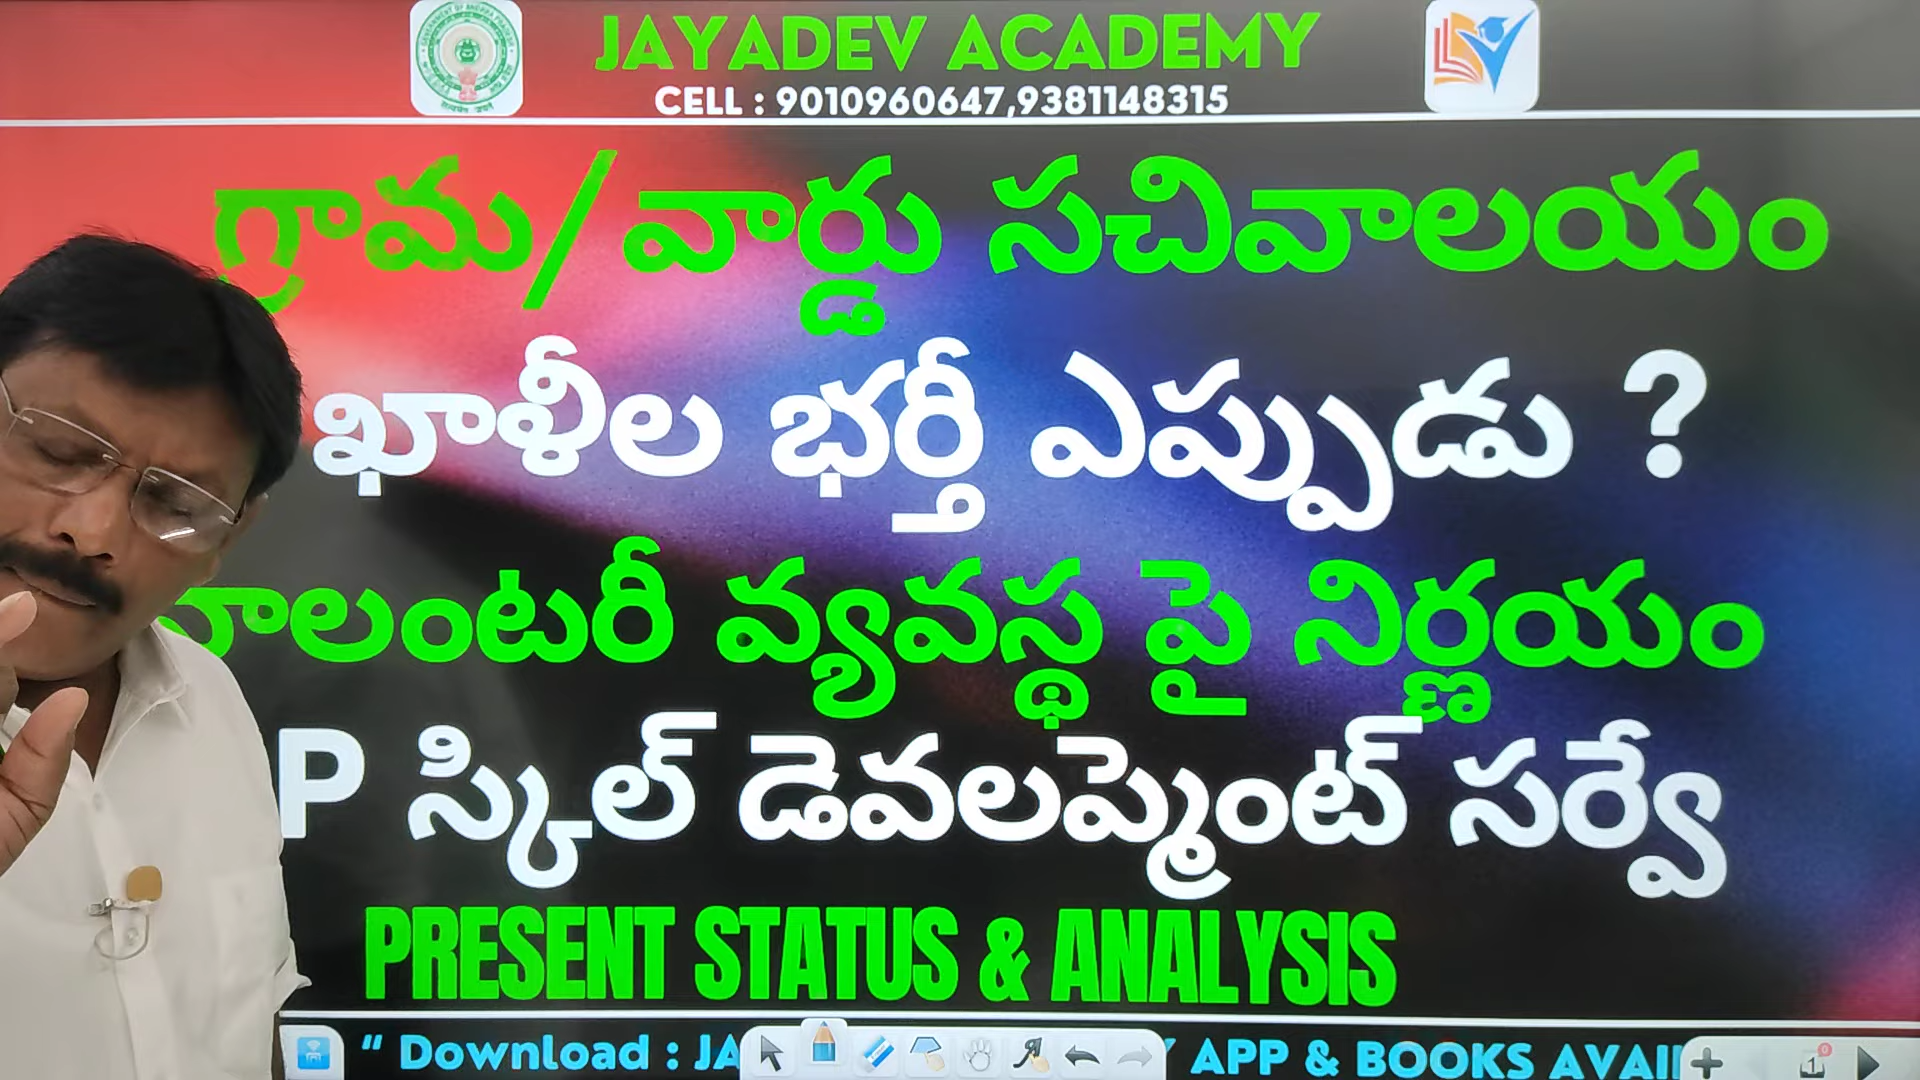 JAYADEV ACADEMY
CELL : 9010960647,9381148315
గ్రామ/వార్డు సచివాలయం
ఖాళీల భర్తీ ఎప్పుడు ?
వాలంటరీ వ్యవస్థ పై నిర్ణయం
P స్కిల్ డెవలప్మెంట్ సర్వే
PRESENT STATUS & ANALYSIS
“ Download : JA APP & BOOKS AVAI